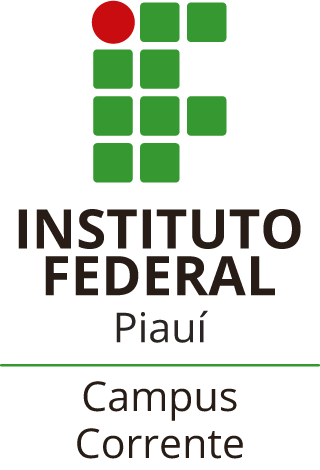 INSTITUTO
FEDERAL
Piauí
Campus
Corrente